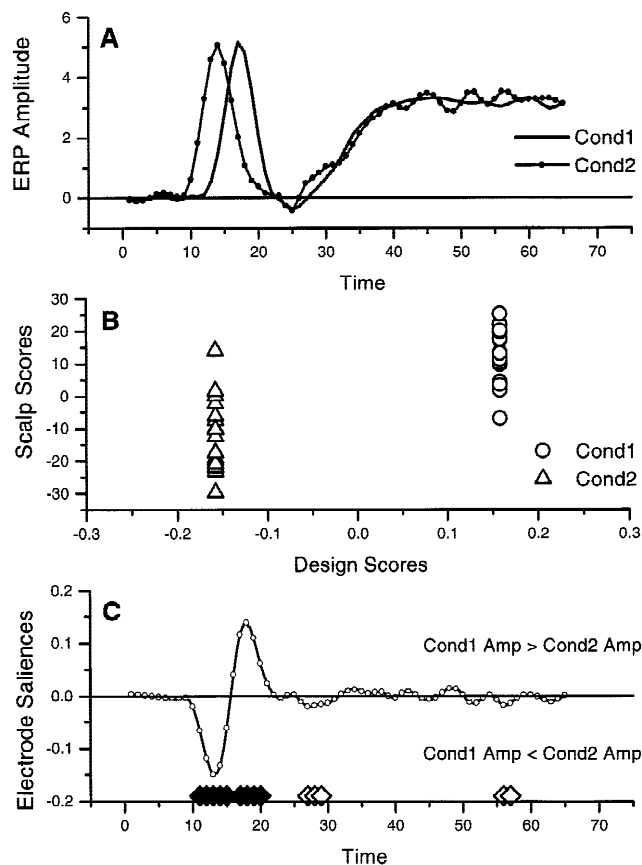 A
6
4
2
0
ERP Amplitude
Cond1
Cond2
0 10 20 30 40 50 60 70
Time
B
30
20
10
0
-10
-20
-30
Scalp Scores
Cond1
Cond2
-0.3 -0.2 -0.1 0.0 0.1 0.2 0.3
Design Scores
C
0.2
0.1
0.0
-0.1
-0.2
Electrode Saliences
Cond1 Amp > Cond2 Amp
Cond1 Amp < Cond2 Amp
0 10 20 30 40 50 60 70
Time